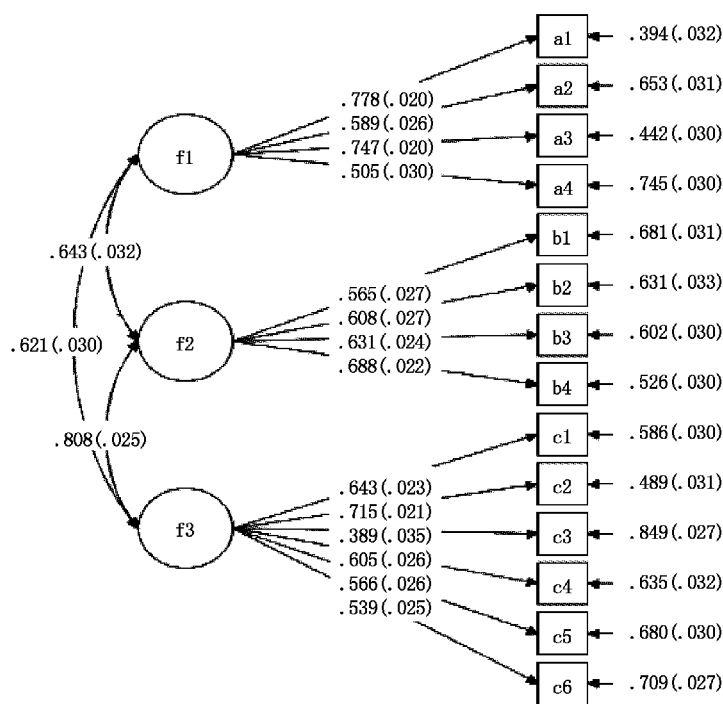 a1
.394(.032)
a2
.653(.031)
.778(.020)
.589(.026)
a3
.442(.030)
.747(.020)
f1
.505(.030)
a4
.745(.030)
b1
.681(.031)
.643(.032)
b2
.631(.033)
.565(.027)
.608(.027)
b3
.602(.030)
.631(.024)
f2
.621(.030)
.688(.022)
b4
.526(.030)
c1
.586(.030)
.808(.025)
c2
.489(.031)
.643(.023)
.715(.021)
c3
.849(.027)
.389(.035)
f3
.605(.026)
c4
.635(.032)
.566(.026)
.539(.025)
c5
.680(.030)
c6
.709(.027)